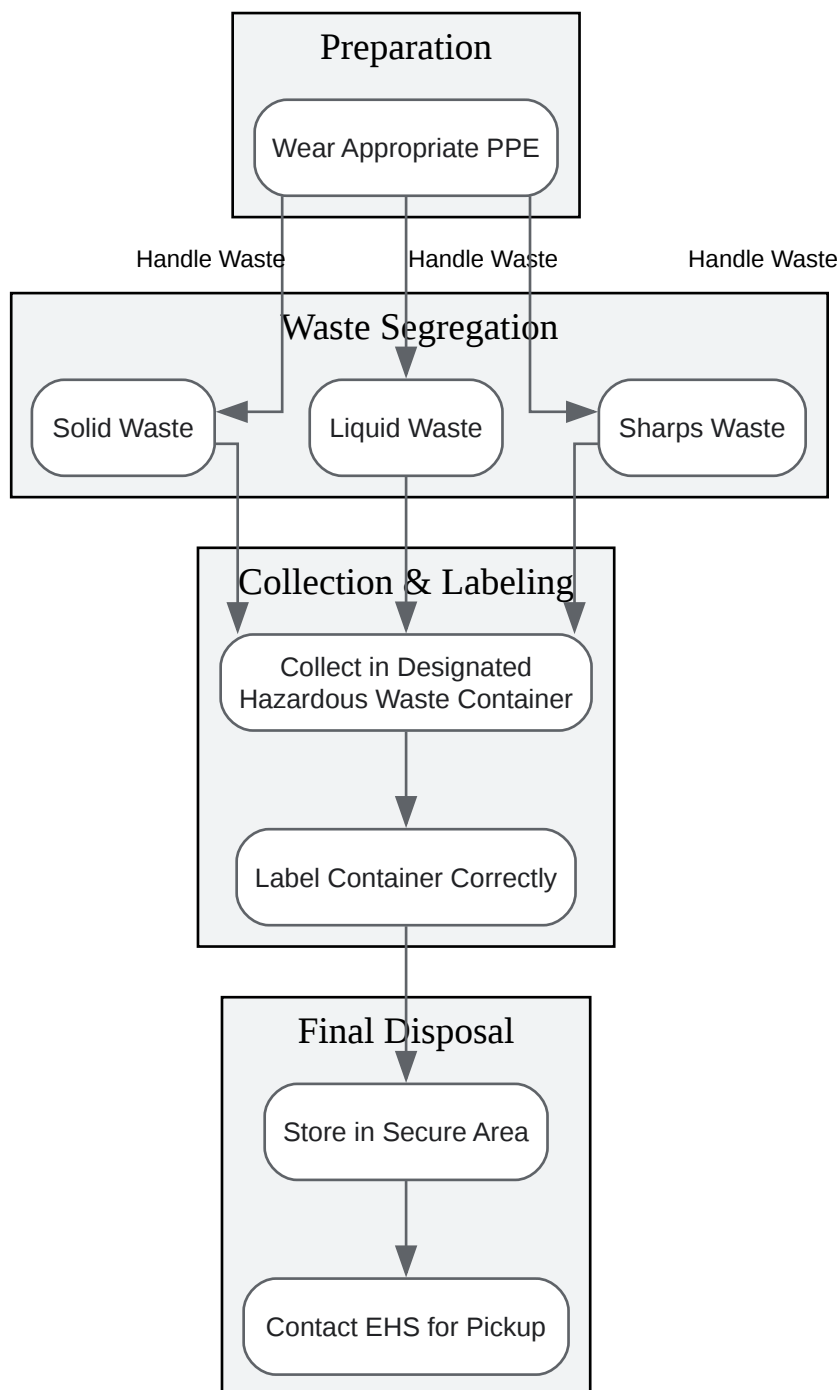 Preparation
Wear Appropriate PPE
Handle Waste
Handle Waste
Handle Waste
Waste Segregation
Solid Waste
Liquid Waste
Sharps Waste
Collection & Labeling
Collect in Designated
Hazardous Waste Container
Label Container Correctly
Final Disposal
Store in Secure Area
Contact EHS for Pickup